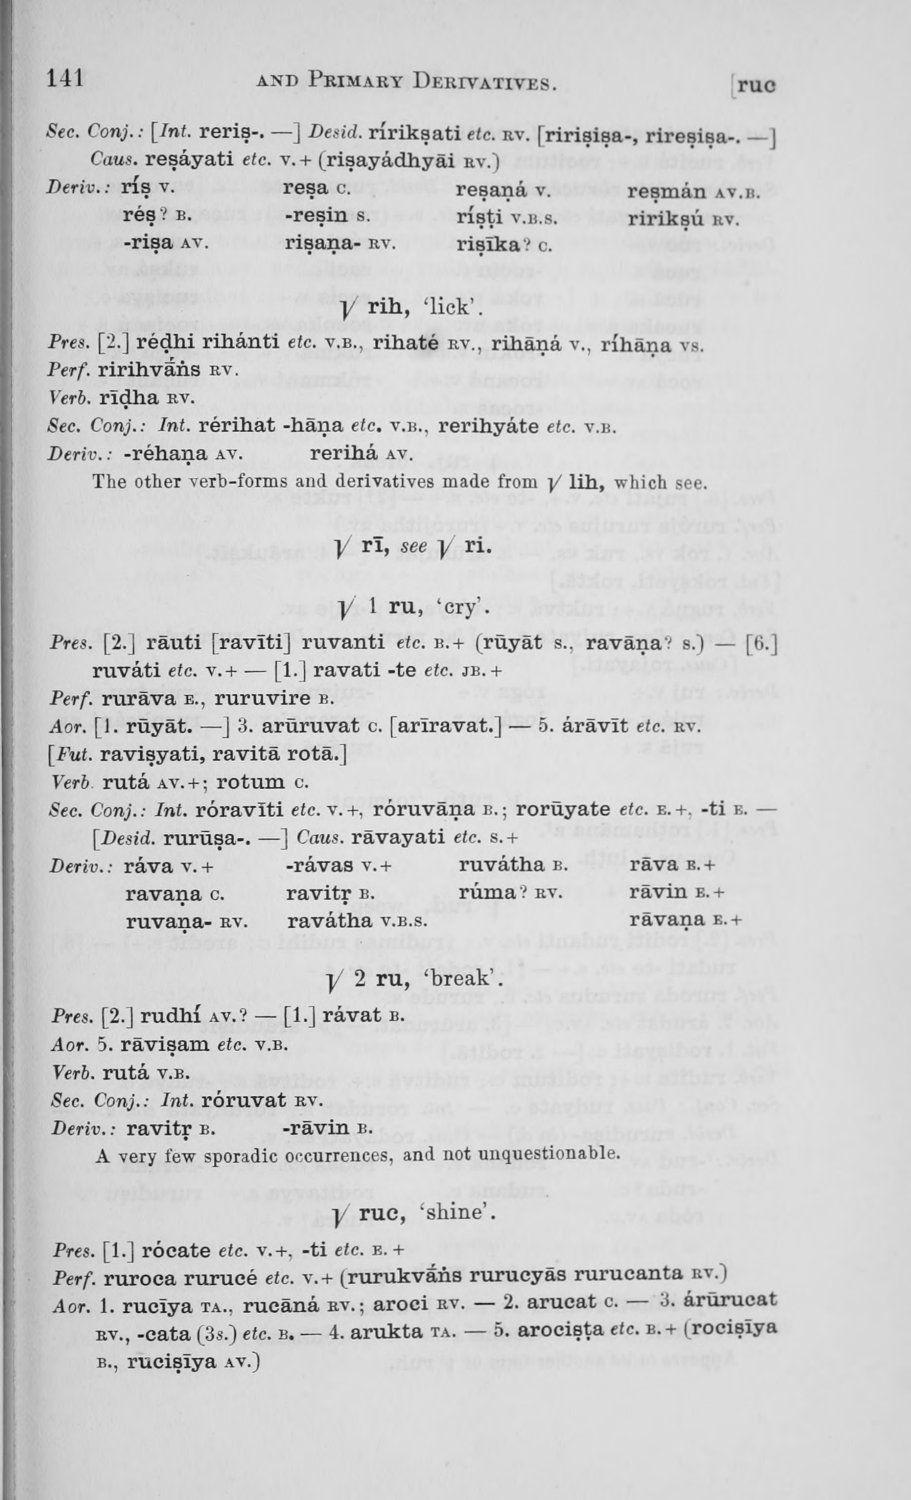 141 AND PRIMARY DERIVATIVES. [ruc
Sec. Conj.: [Int. reriṣ-. —] Desid. rírikṣati etc. RV. [ririṣiṣa-, rireṣiṣa-. —]
Caus. reṣáyati etc. V.+ (riṣayádhyāi RV.)
Deriv.: ríṣ V. reṣa C. reṣaṇá V. reṣmán AV.B.
réṣ? B. -reṣin S. ríṣṭi V.B.S. ririkṣú RV.
-riṣa AV. riṣaṇa- RV. riṣīka? C.
√ rih, ‘lick’.
Pres. [2.] réḍhi rihánti etc. V.B., rihaté RV., rihāṇá V., ríhāṇa VS.
Perf. ririhvā́ṅs RV.
Verb. rīḍha RV.
Sec. Conj.: Int. rérihat -hāṇa etc. V.B., rerihyáte etc. V.B.
Deriv.: -réhaṇa AV. rerihá AV.
The other verb-forms and derivatives made from √ lih, which see.
√ rī, see √ ri.
√ 1 ru, ‘cry’.
Pres. [2.] rāuti [ravīti] ruvanti etc. B.+ (rūyāt S., ravāṇa? S.) — [6.]
ruváti etc. V.+ — [1.] ravati -te etc. JB.+
Perf. rurāva E., ruruvire B.
Aor. [1. rūyāt. —] 3. arūruvat C. [arīravat.] — 5. árāvīt etc. RV.
[Fut. raviṣyati, ravitā rotā.]
Verb. rutá AV.+; rotum C.
Sec. Conj.: Int. róravīti etc. V.+, róruvāṇa B.; rorūyate etc. E.+, -ti E. —
[Desid. rurūṣa-. —] Caus. rāvayati etc. S.+
Deriv.: ráva V.+ -rávas V.+ ruvátha B. rāva B.+
ravaṇa C. ravitṛ B. rúma? RV. rāvin E.+
ruvaṇa- RV. ravátha V.B.S. rāvaṇa E.+
√ 2 ru, ‘break’.
Pres. [2.] rudhí AV.? — [1.] rávat B.
Aor. 5. rāviṣam etc. V.B.
Verb. rutá V.B.
Sec. Conj.: Int. róruvat RV.
Deriv.: ravitṛ B. -rāvin B.
A very few sporadic occurrences, and not unquestionable.
√ ruc, ‘shine’.
Pres. [1.] rócate etc. V.+, -ti etc. E.+
Perf. ruroca rurucé etc. V.+ (rurukvā́ṅs rurucyās rurucanta RV.)
Aor. 1. rucīya TA., rucāná RV.; aroci RV. — 2. arucat C. — 3. árūrucat
RV., -cata (3s.) etc. B. — 4. arukta TA. — 5. arociṣṭa etc. B.+ (rociṣīya
B., ruciṣīya AV.)